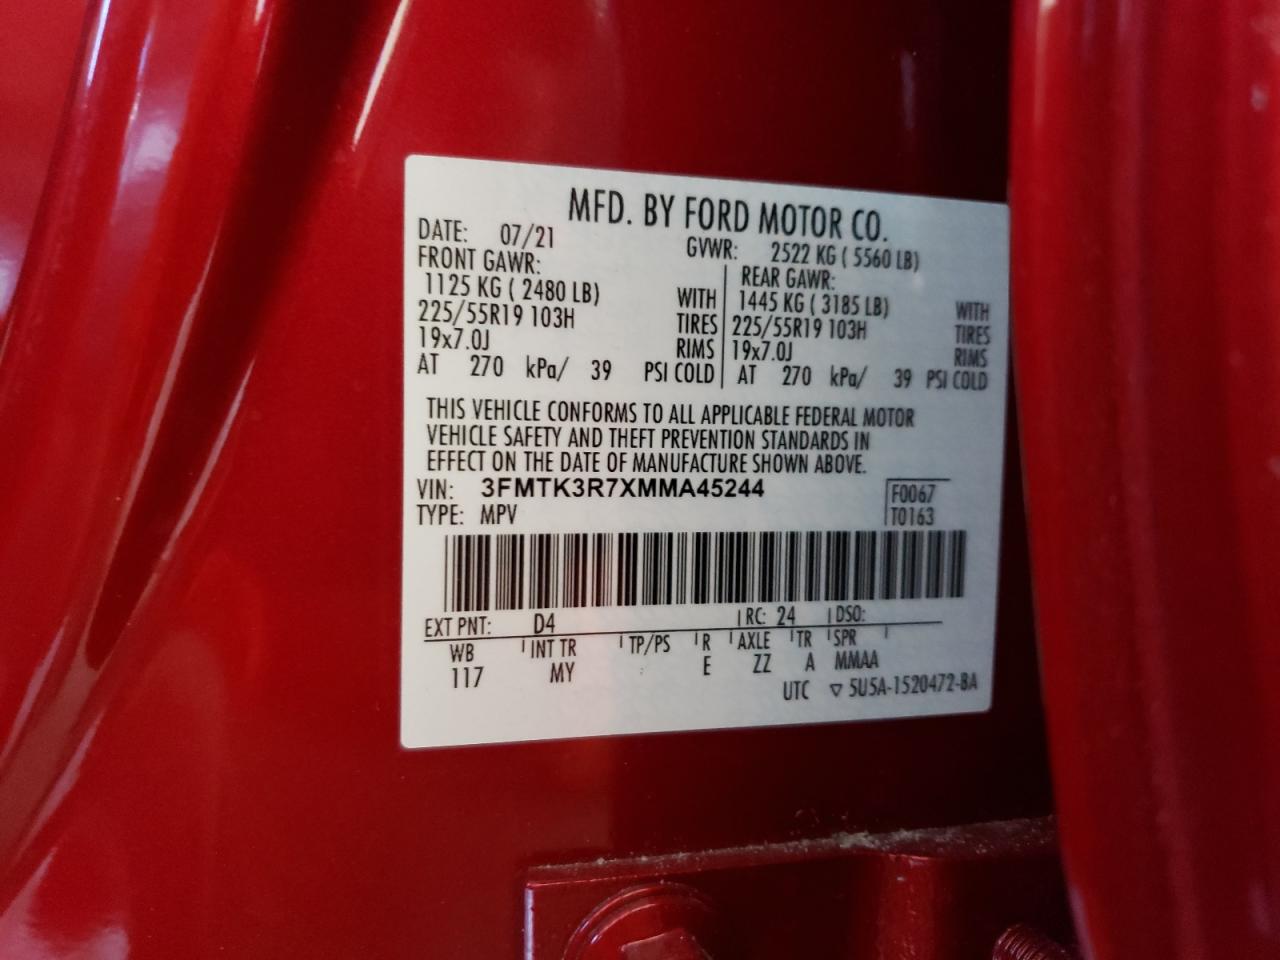 MFD. BY FORD MOTOR CO.
DATE: 07/21 GVWR: 2522 KG ( 5560 LB)
FRONT GAWR: REAR GAWR:
1125 KG ( 2480 LB) WITH 1445 KG ( 3185 LB) WITH
225/55R19 103H TIRES 225/55R19 103H TIRES
19x7.0J RIMS 19x7.0J RIMS
AT 270 kPa/ 39 PSI COLD AT 270 kPa/ 39 PSI COLD
THIS VEHICLE CONFORMS TO ALL APPLICABLE FEDERAL MOTOR
VEHICLE SAFETY AND THEFT PREVENTION STANDARDS IN
EFFECT ON THE DATE OF MANUFACTURE SHOWN ABOVE.
VIN: 3FMTK3R7XMMA45244 F0067
TYPE: MPV T0163
EXT PNT: D4 RC: 24 DSO:
WB INT TR TP/PS R AXLE TR SPR
117 MY E ZZ A MMAA
UTC ▽ 5U5A-1520472-BA